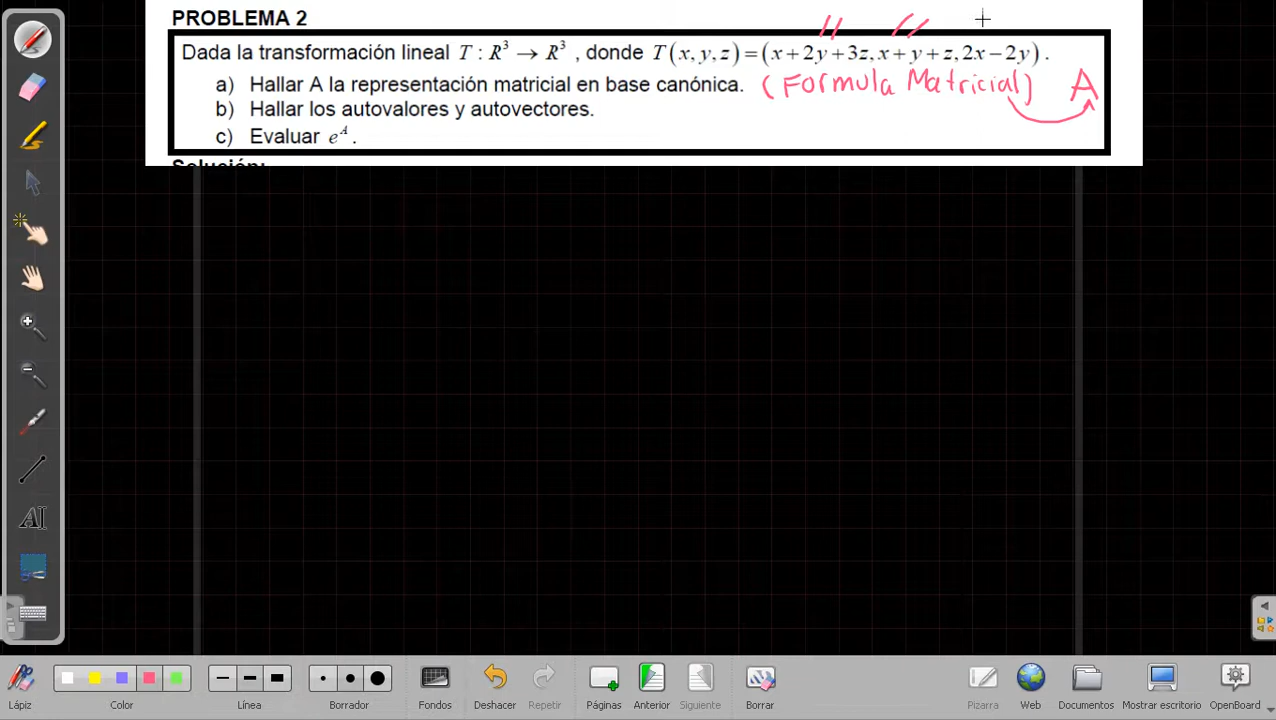 PROBLEMA 2
Dada la transformación lineal T : R³ → R³ , donde T(x, y, z) = (x + 2y + 3z, x + y + z, 2x − 2y) .
a) Hallar A la representación matricial en base canónica. (Formula Matricial) A
b) Hallar los autovalores y autovectores.
c) Evaluar e^A .
Solución:
Lápiz Color Línea Borrador Fondos Deshacer Repetir Páginas Anterior Siguiente Borrar Pizarra Web Documentos Mostrar escritorio OpenBoard